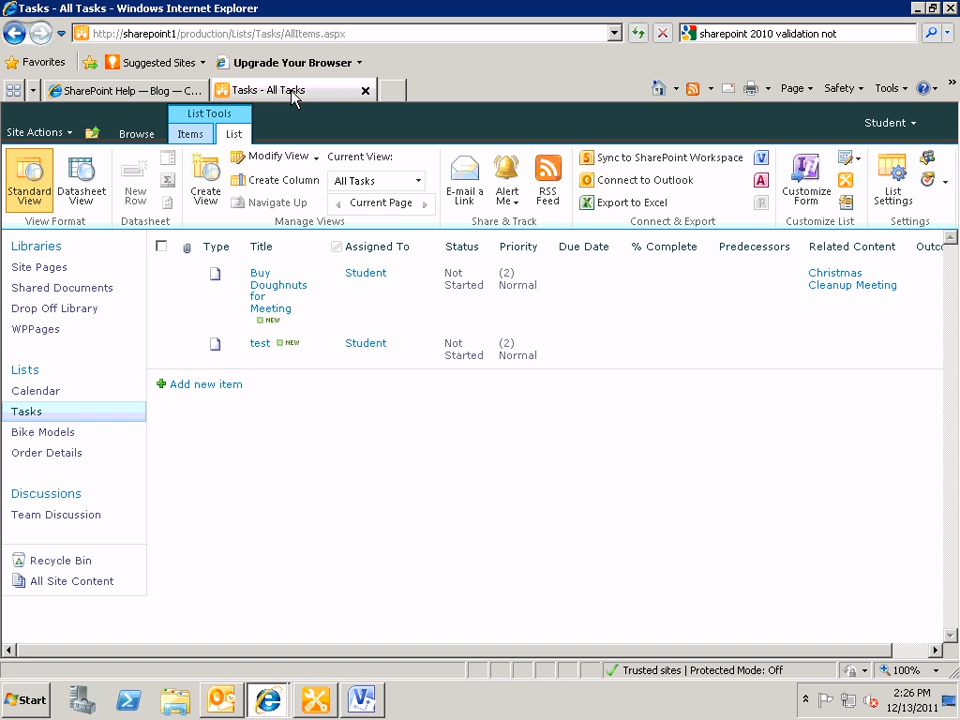 Tasks - All Tasks - Windows Internet Explorer
http://sharepoint1/production/Lists/Tasks/AllItems.aspx
sharepoint 2010 validation not
Favorites
Suggested Sites
Upgrade Your Browser
SharePoint Help — Blog — C...
Tasks - All Tasks
Page
Safety
Tools
List Tools
Student
Site Actions
Browse
Items
List
Standard View
Datasheet View
View Format
New Row
Datasheet
Create View
Modify View
Create Column
Navigate Up
Current View:
All Tasks
Current Page
Manage Views
E-mail a Link
Alert Me
RSS Feed
Share & Track
Sync to SharePoint Workspace
Connect to Outlook
Export to Excel
Connect & Export
Customize Form
Customize List
List Settings
Settings
Libraries
Site Pages
Shared Documents
Drop Off Library
WPPages
Lists
Calendar
Tasks
Bike Models
Order Details
Discussions
Team Discussion
Recycle Bin
All Site Content
Type Title Assigned To Status Priority Due Date % Complete Predecessors Related Content Outco
Buy Doughnuts for Meeting NEW
Student
Not Started
(2) Normal
Christmas Cleanup Meeting
test NEW
Student
Not Started
(2) Normal
Add new item
Trusted sites | Protected Mode: Off
100%
Start
2:26 PM
12/13/2011